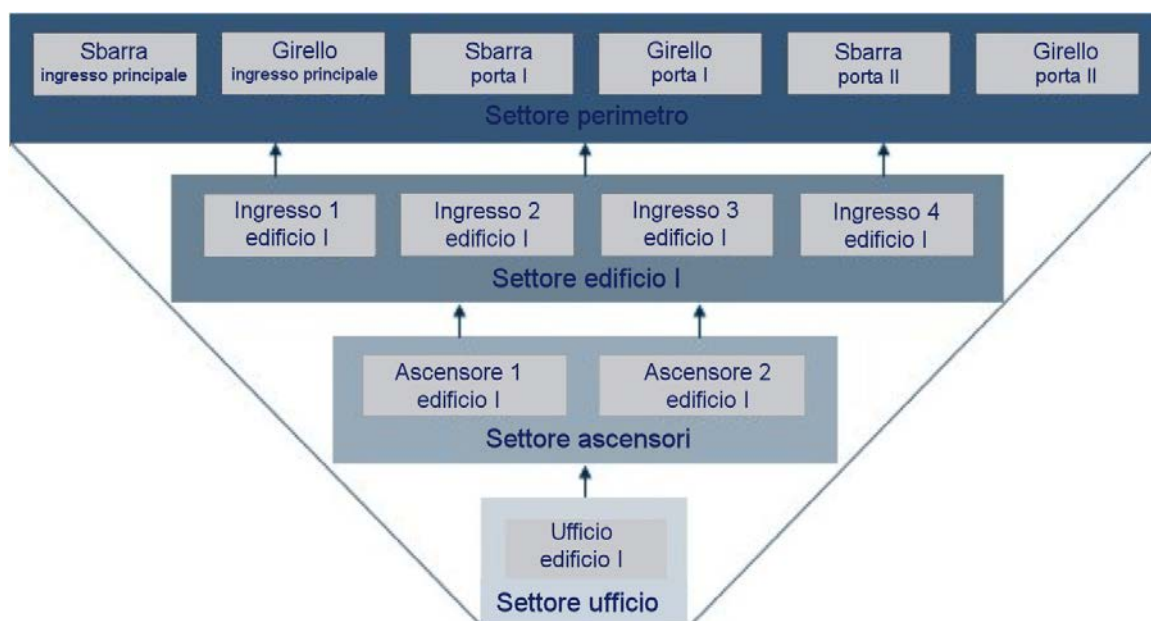 Sbarra
ingresso principale
Girello
ingresso principale
Sbarra
porta I
Girello
porta I
Sbarra
porta II
Girello
porta II
Settore perimetro
Ingresso 1
edificio I
Ingresso 2
edificio I
Ingresso 3
edificio I
Ingresso 4
edificio I
Settore edificio I
Ascensore 1
edificio I
Ascensore 2
edificio I
Settore ascensori
Ufficio
edificio I
Settore ufficio